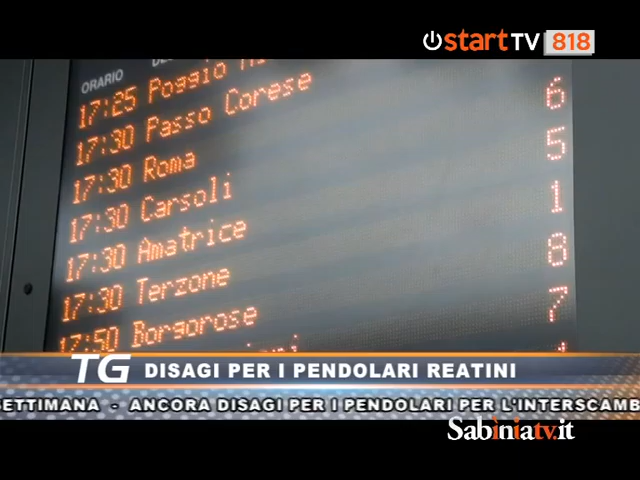 startTV 818
ORARIO
17:25 Poggio
17:30 Passo Corese 6
17:30 Roma 5
17:30 Carsoli 1
17:30 Amatrice 8
17:30 Terzone 7
17:50 Borgorose
TG DISAGI PER I PENDOLARI REATINI
SETTIMANA - ANCORA DISAGI PER I PENDOLARI PER L'INTERSCAMB
Sabiniatv.it